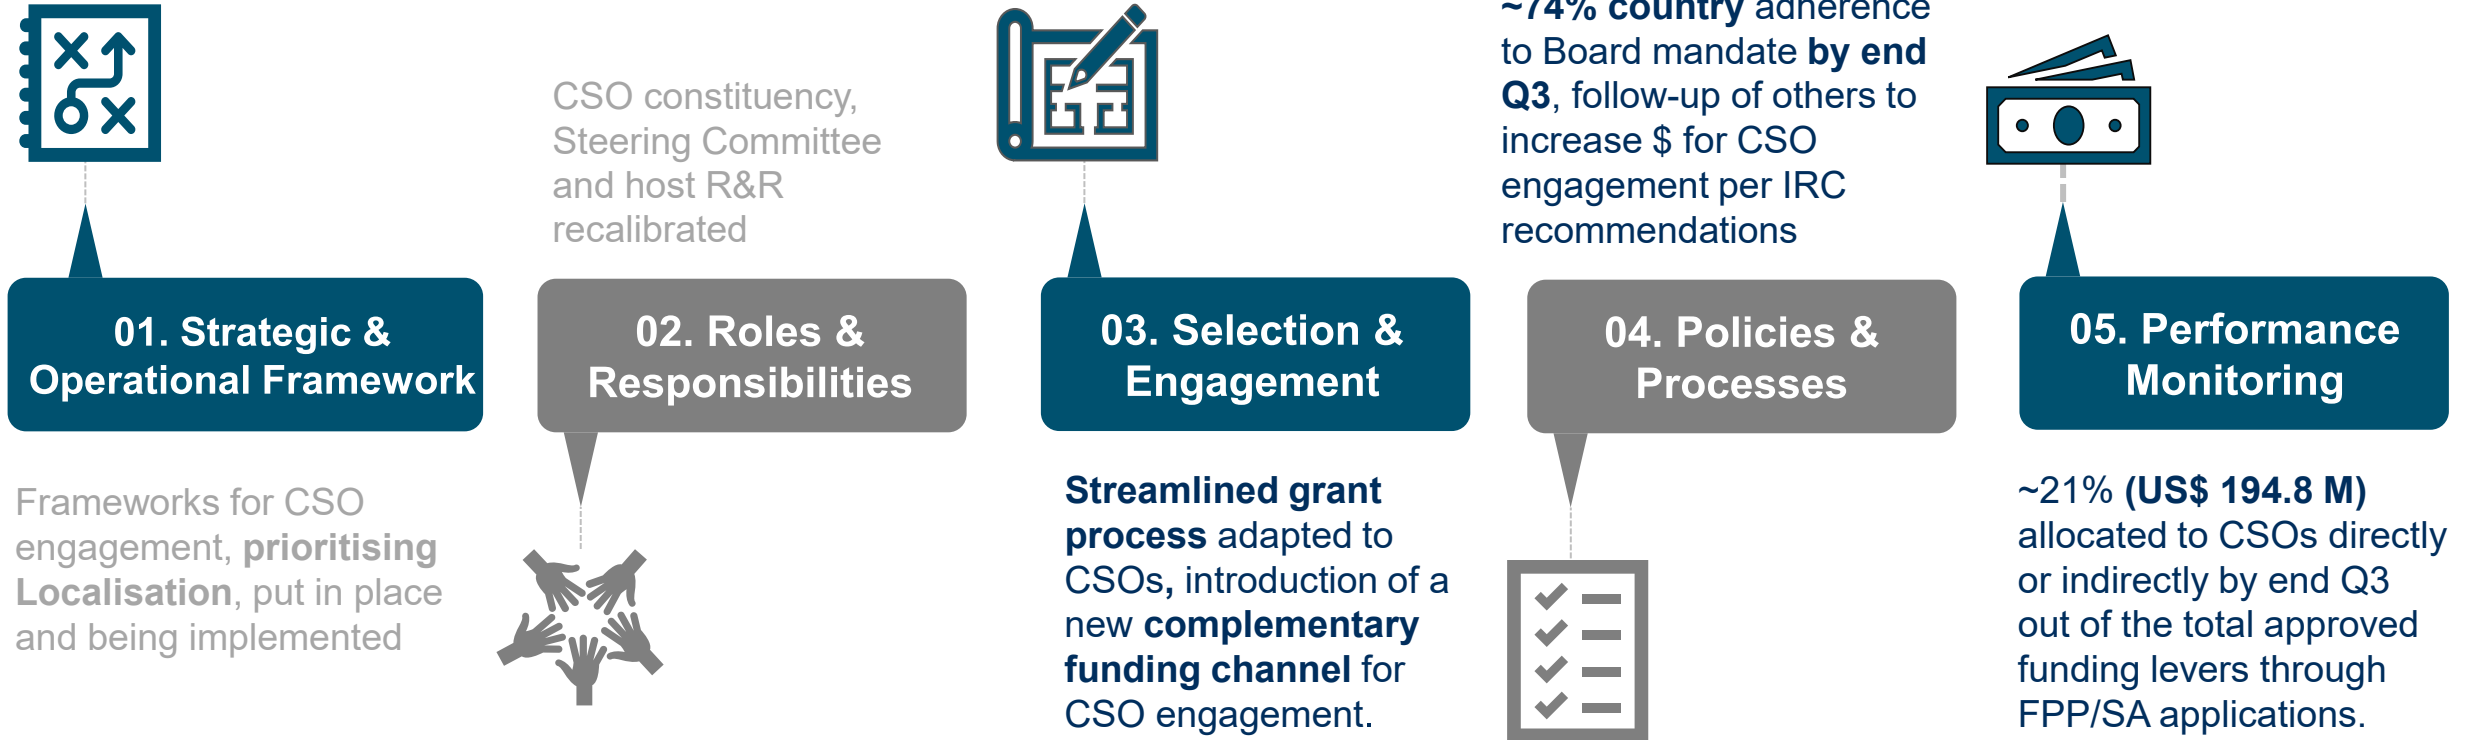 01. Strategic &
Operational Framework
Frameworks for CSO
engagement, prioritising
Localisation, put in place
and being implemented
CSO constituency,
Steering Committee
and host R&R
recalibrated
02. Roles &
Responsibilities
03. Selection &
Engagement
Streamlined grant
process adapted to
CSOs, introduction of a
new complementary
funding channel for
CSO engagement.
~74% country adherence
to Board mandate by end
Q3, follow-up of others to
increase $ for CSO
engagement per IRC
recommendations
04. Policies &
Processes
05. Performance
Monitoring
~21% (US$ 194.8 M)
allocated to CSOs directly
or indirectly by end Q3
out of the total approved
funding levers through
FPP/SA applications.